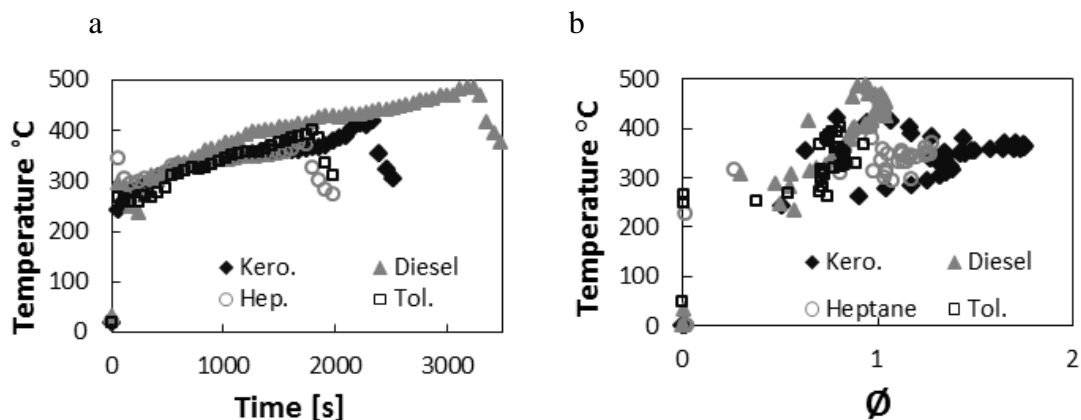 a
500
400
300
200
100
0
Temperature °C
Kero.
Diesel
Hep.
Tol.
0
1000
2000
3000
Time [s]
b
500
400
300
200
100
0
Temperature °C
Kero.
Diesel
Heptane
Tol.
0
1
2
Ø